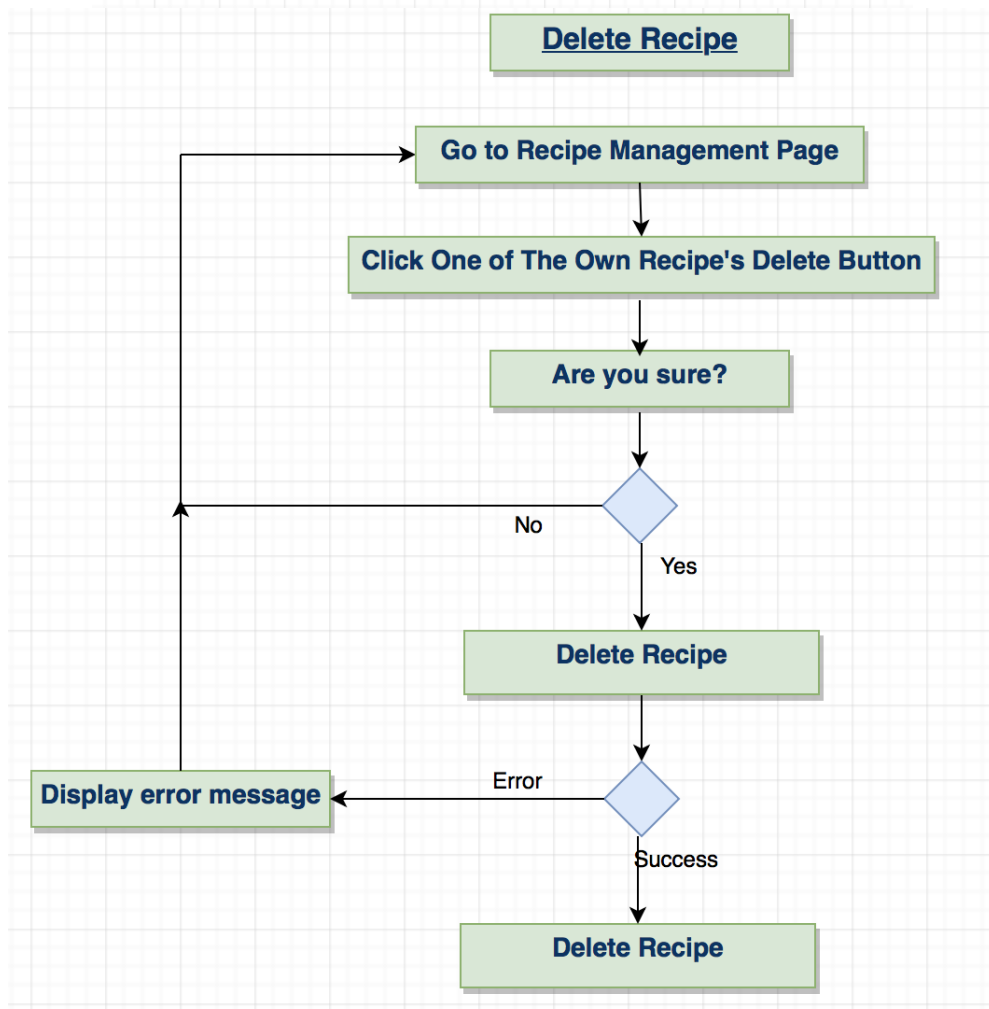 Delete Recipe
Go to Recipe Management Page
Click One of The Own Recipe's Delete Button
Are you sure?
No
Yes
Delete Recipe
Error
Display error message
Success
Delete Recipe